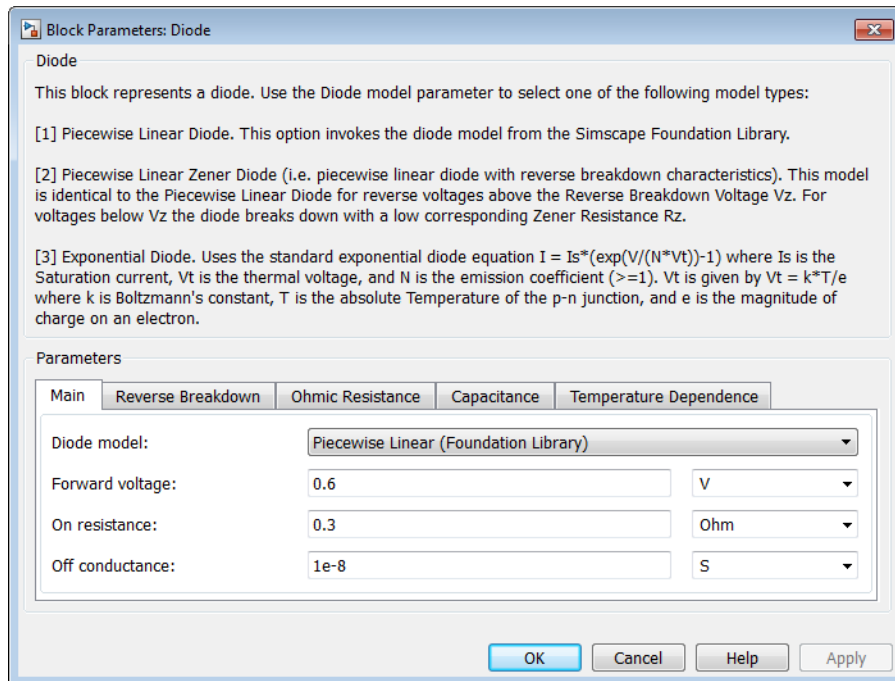 Block Parameters: Diode
Diode
This block represents a diode. Use the Diode model parameter to select one of the following model types:
[1] Piecewise Linear Diode. This option invokes the diode model from the Simscape Foundation Library.
[2] Piecewise Linear Zener Diode (i.e. piecewise linear diode with reverse breakdown characteristics). This model
is identical to the Piecewise Linear Diode for reverse voltages above the Reverse Breakdown Voltage Vz. For
voltages below Vz the diode breaks down with a low corresponding Zener Resistance Rz.
[3] Exponential Diode. Uses the standard exponential diode equation I = Is*(exp(V/(N*Vt))-1) where Is is the
Saturation current, Vt is the thermal voltage, and N is the emission coefficient (>=1). Vt is given by Vt = k*T/e
where k is Boltzmann's constant, T is the absolute Temperature of the p-n junction, and e is the magnitude of
charge on an electron.
Parameters
Main Reverse Breakdown Ohmic Resistance Capacitance Temperature Dependence
Diode model: Piecewise Linear (Foundation Library)
Forward voltage: 0.6 V
On resistance: 0.3 Ohm
Off conductance: 1e-8 S
OK Cancel Help Apply